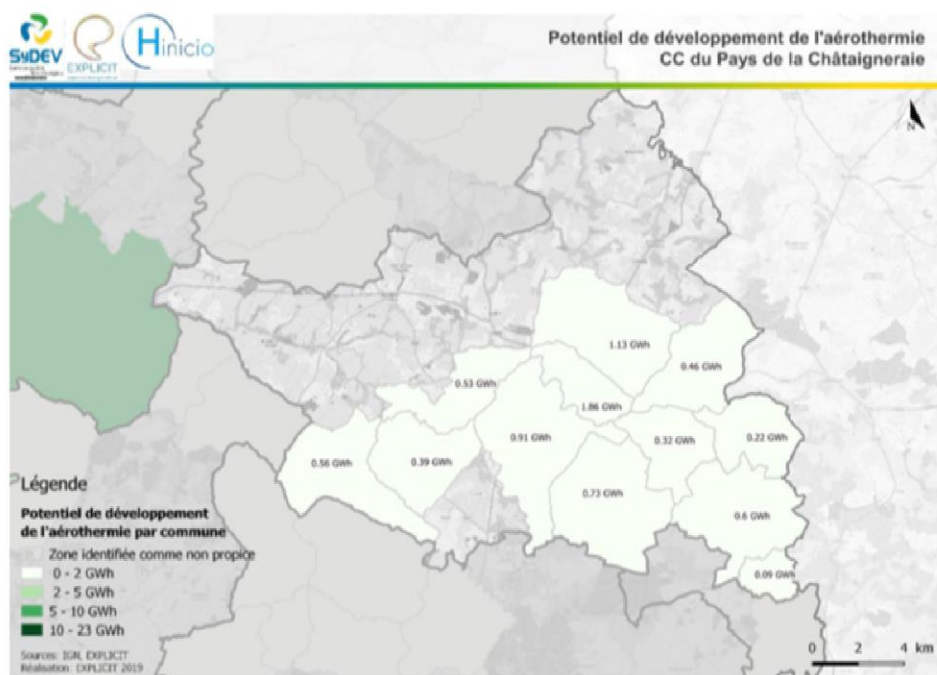 SyDEV
EXPLICIT
Hinicio
Potentiel de développement de l'aérothermie
CC du Pays de la Châtaigneraie
N
1.13 GWh
0.46 GWh
0.53 GWh
1.86 GWh
0.91 GWh
0.32 GWh
0.22 GWh
0.56 GWh
0.39 GWh
0.73 GWh
0.6 GWh
0.09 GWh
Légende
Potentiel de développement
de l'aérothermie par commune
Zone identifiée comme non propice
0 - 2 GWh
2 - 5 GWh
5 - 10 GWh
10 - 23 GWh
Sources: IGN, EXPLICIT
Réalisation: EXPLICIT 2019
0 2 4 km